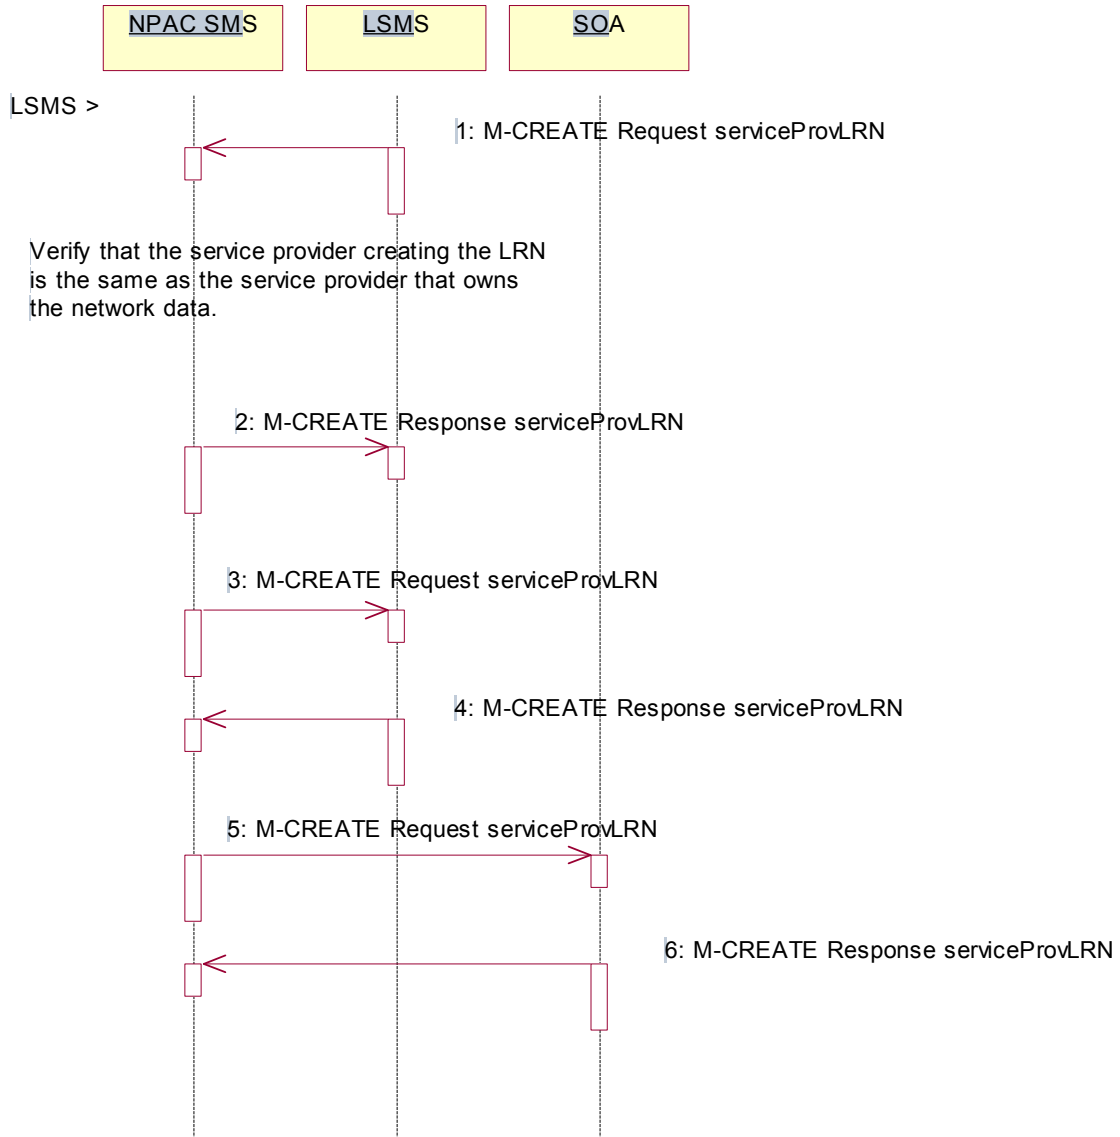 NPAC SMS
LSMS
SOA
LSMS >
1: M-CREATE Request serviceProvLRN
Verify that the service provider creating the LRN
is the same as the service provider that owns
the network data.
2: M-CREATE Response serviceProvLRN
3: M-CREATE Request serviceProvLRN
4: M-CREATE Response serviceProvLRN
5: M-CREATE Request serviceProvLRN
6: M-CREATE Response serviceProvLRN